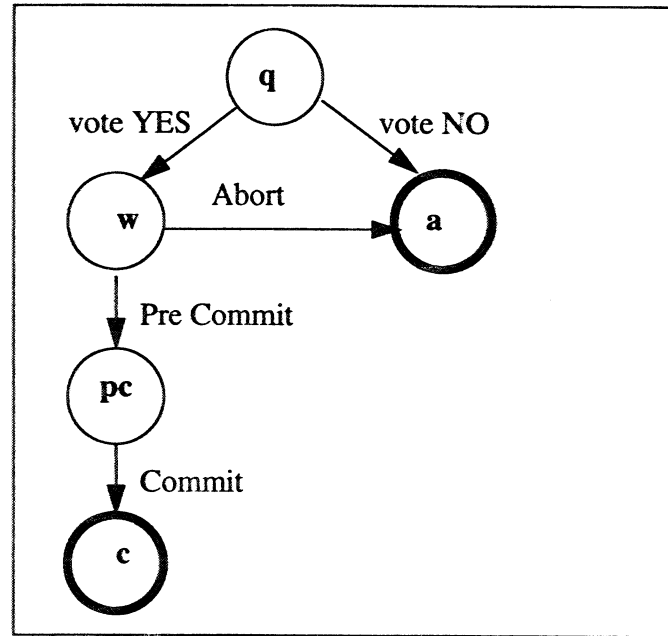 q
vote YES
vote NO
w
Abort
a
Pre Commit
pc
Commit
c